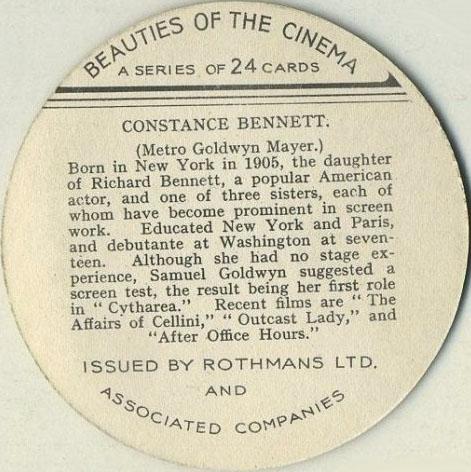 BEAUTIES OF THE CINEMA
A SERIES OF 24 CARDS
CONSTANCE BENNETT.
(Metro Goldwyn Mayer.)
Born in New York in 1905, the daughter
of Richard Bennett, a popular American
actor, and one of three sisters, each of
whom have become prominent in screen
work. Educated New York and Paris,
and debutante at Washington at seven-
teen. Although she had no stage ex-
perience, Samuel Goldwyn suggested a
screen test, the result being her first role
in " Cytharea." Recent films are " The
Affairs of Cellini," " Outcast Lady," and
"After Office Hours."
ISSUED BY ROTHMANS LTD.
AND
ASSOCIATED COMPANIES